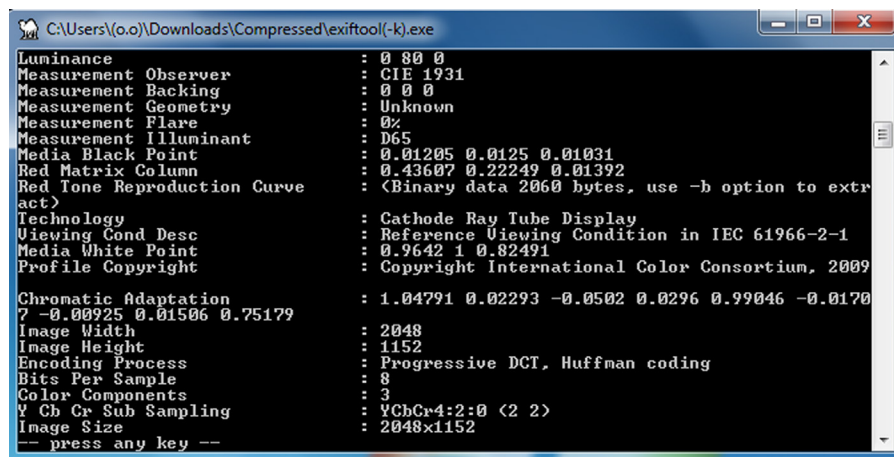 C:\Users\(o.o)\Downloads\Compressed\exiftool(-k).exe
Luminance : 0 80 0
Measurement Observer : CIE 1931
Measurement Backing : 0 0 0
Measurement Geometry : Unknown
Measurement Flare : 0%
Measurement Illuminant : D65
Media Black Point : 0.01205 0.0125 0.01031
Red Matrix Column : 0.43607 0.22249 0.01392
Red Tone Reproduction Curve : (Binary data 2060 bytes, use -b option to extr
act)
Technology : Cathode Ray Tube Display
Viewing Cond Desc : Reference Viewing Condition in IEC 61966-2-1
Media White Point : 0.9642 1 0.82491
Profile Copyright : Copyright International Color Consortium, 2009
Chromatic Adaptation : 1.04791 0.02293 -0.0502 0.0296 0.99046 -0.0170
7 -0.00925 0.01506 0.75179
Image Width : 2048
Image Height : 1152
Encoding Process : Progressive DCT, Huffman coding
Bits Per Sample : 8
Color Components : 3
Y Cb Cr Sub Sampling : YCbCr4:2:0 (2 2)
Image Size : 2048x1152
-- press any key --